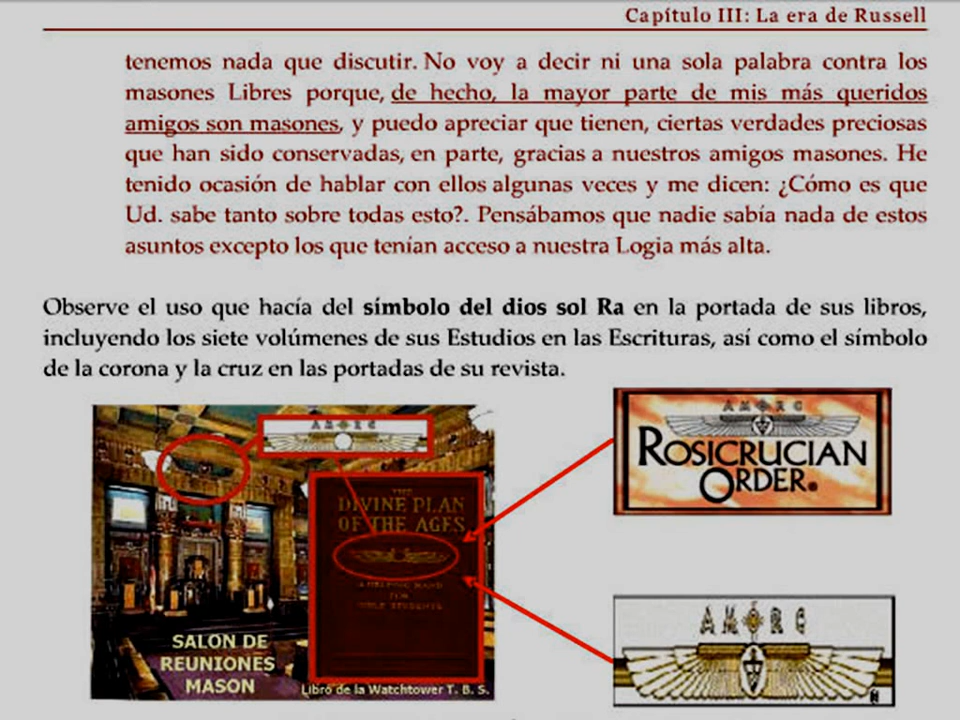 Capítulo III: La era de Russell
tenemos nada que discutir. No voy a decir ni una sola palabra contra los
masones Libres porque, de hecho, la mayor parte de mis más queridos
amigos son masones, y puedo apreciar que tienen, ciertas verdades preciosas
que han sido conservadas, en parte, gracias a nuestros amigos masones. He
tenido ocasión de hablar con ellos algunas veces y me dicen: ¿Cómo es que
Ud. sabe tanto sobre todas esto?. Pensábamos que nadie sabía nada de estos
asuntos excepto los que tenían acceso a nuestra Logia más alta.
Observe el uso que hacía del símbolo del dios sol Ra en la portada de sus libros,
incluyendo los siete volúmenes de sus Estudios en las Escrituras, así como el símbolo
de la corona y la cruz en las portadas de su revista.
AMORC
THE
DIVINE PLAN
OF THE AGES
A HELPING HAND
FOR
BIBLE STUDENTS
SALON DE
REUNIONES
MASON
Libro de la Watchtower T. B. S.
AMORC
ROSICRUCIAN
ORDER.
AMORC